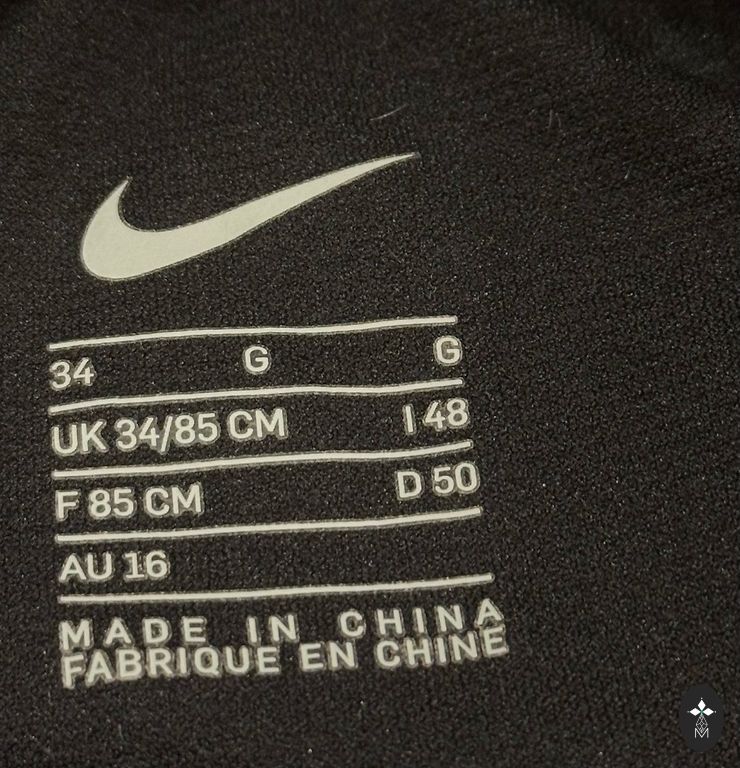 34 G G
UK 34/85 CM I 48
F 85 CM D 50
AU 16
MADE IN CHINA
FABRIQUE EN CHINE
M